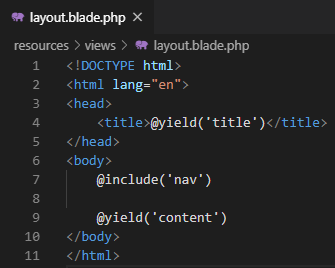 layout.blade.php ×
resources > views > layout.blade.php
1 <!DOCTYPE html>
2 <html lang="en">
3 <head>
4     <title>@yield('title')</title>
5 </head>
6 <body>
7     @include('nav')
8
9     @yield('content')
10 </body>
11 </html>